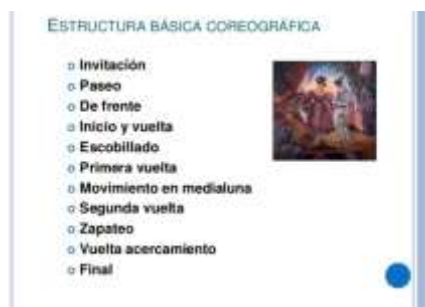 ESTRUCTURA BÁSICA COREOGRÁFICA
Invitación
Paseo
De frente
Inicio y vuelta
Escobillado
Primera vuelta
Movimiento en medialuna
Segunda vuelta
Zapateo
Vuelta acercamiento
Final